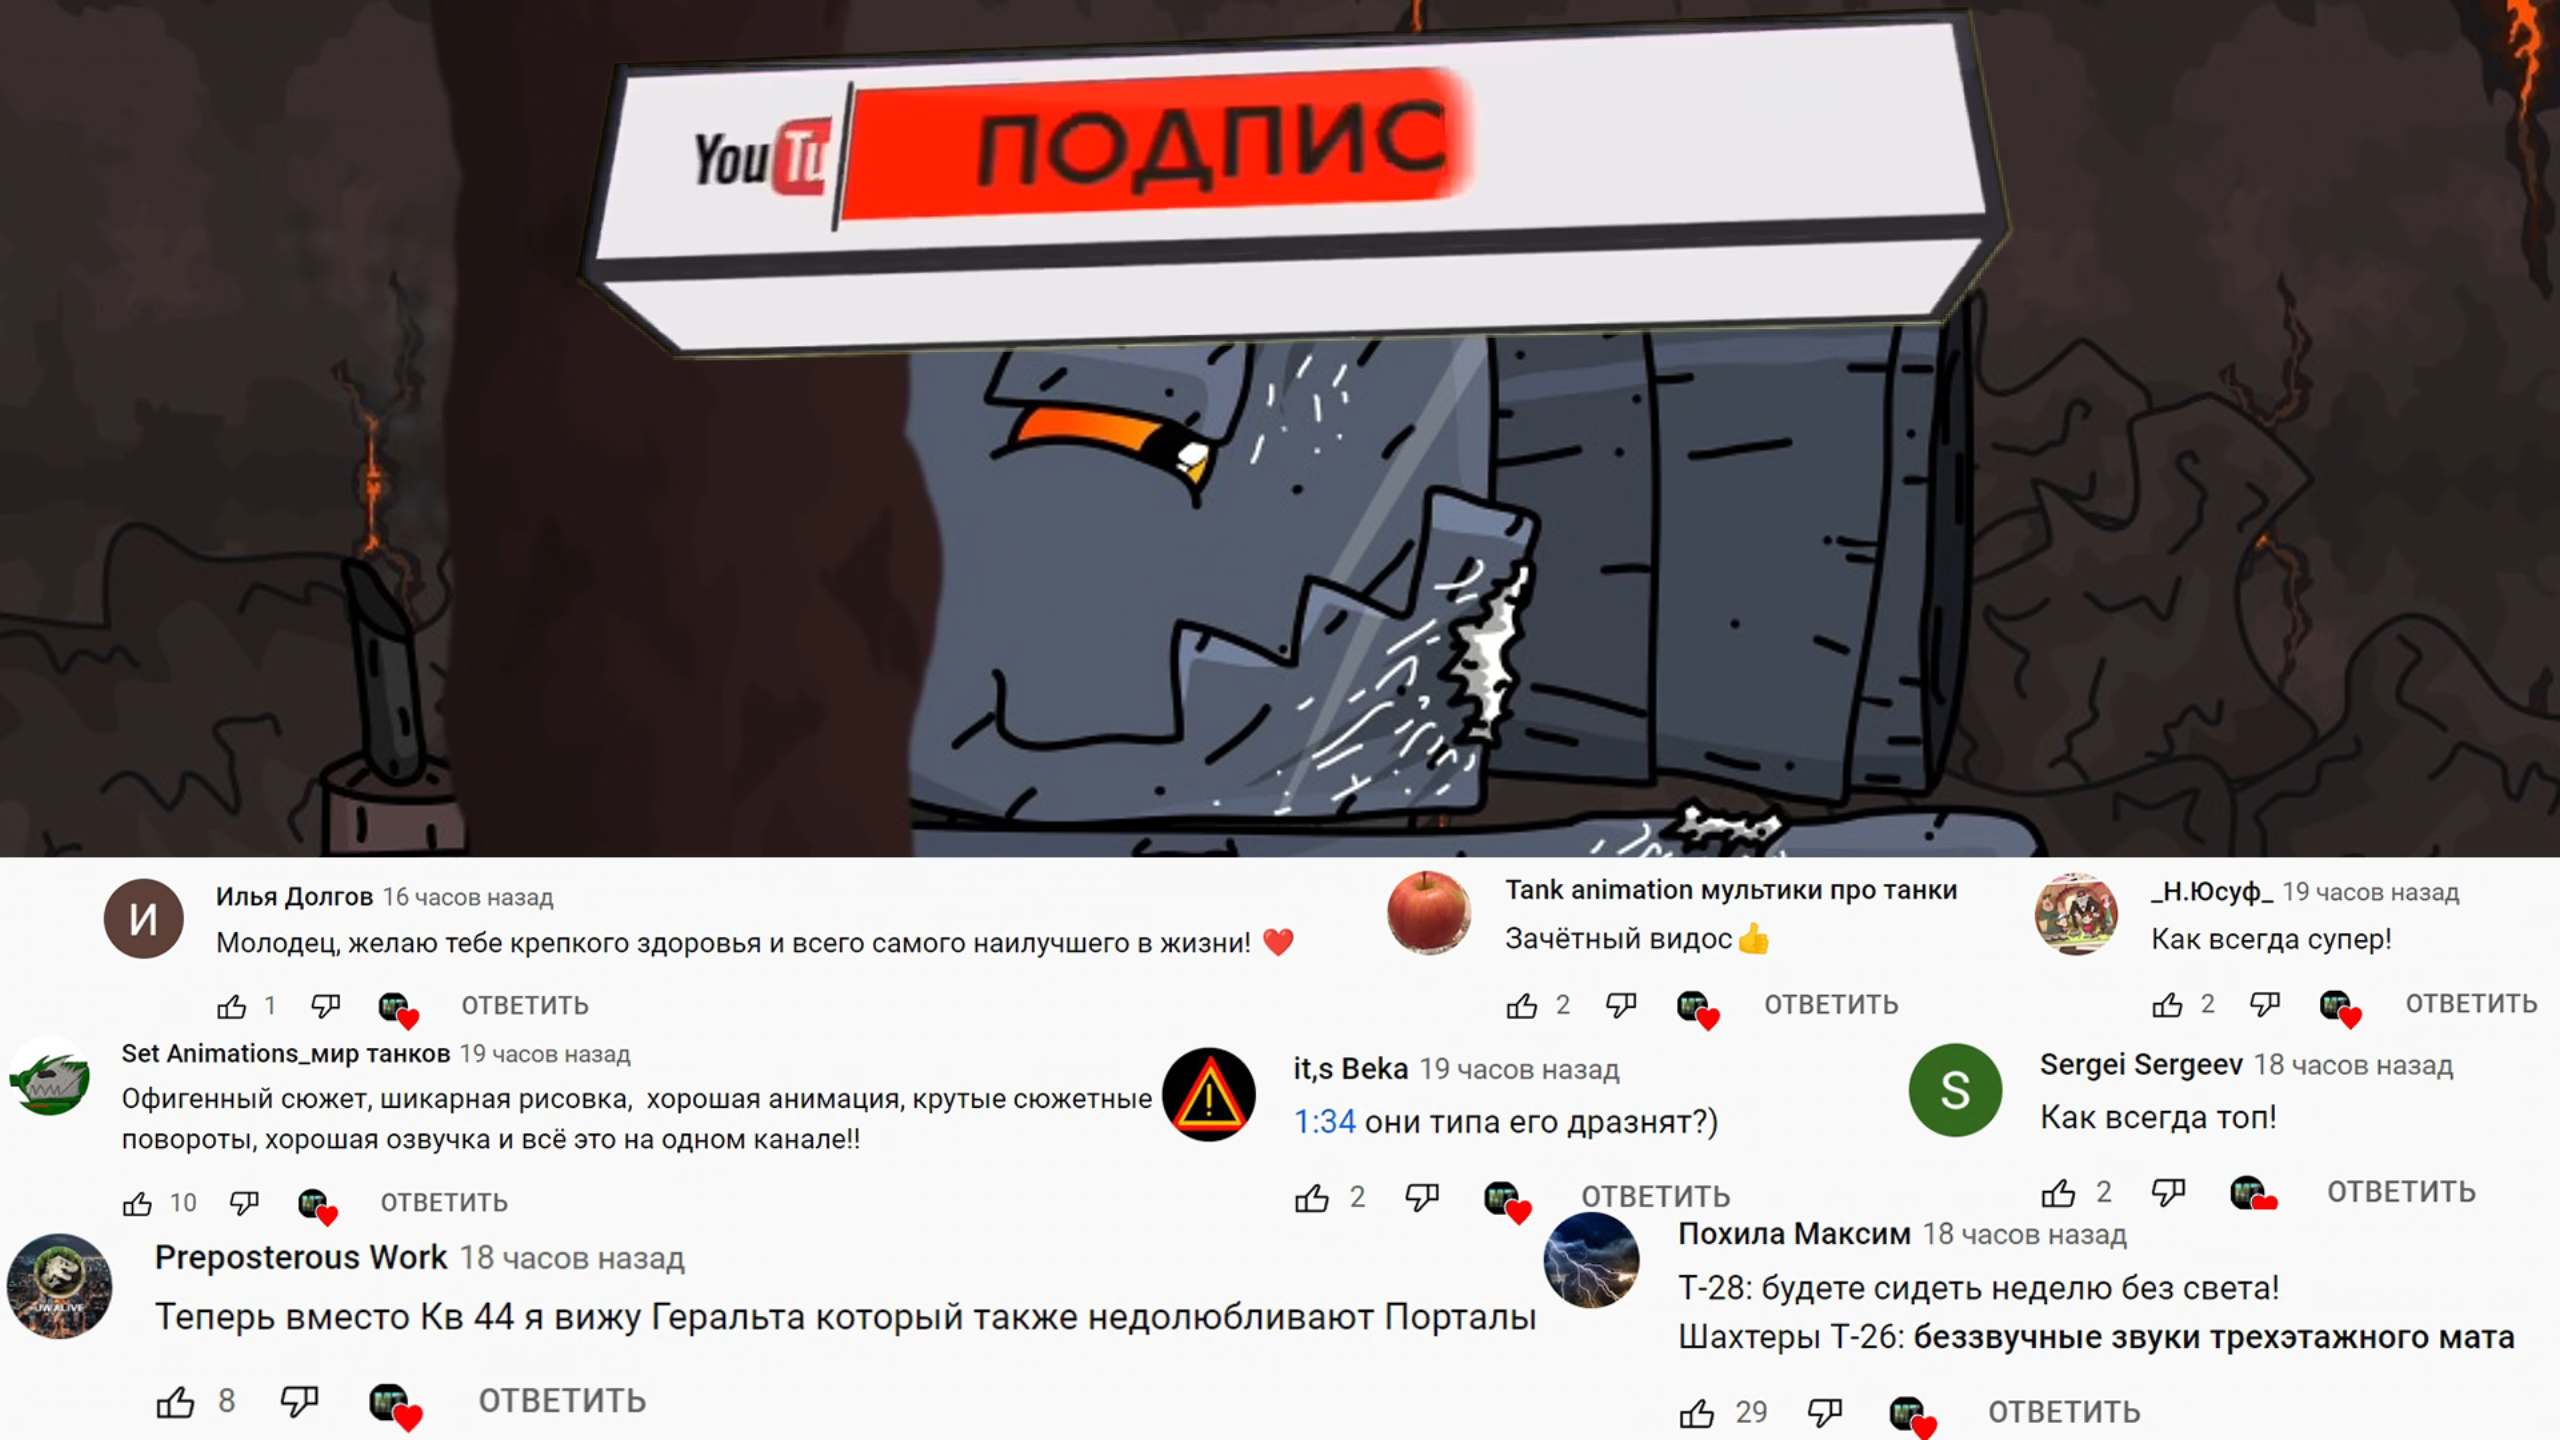 YouTu
ПОДПИС
Илья Долгов 16 часов назад
Молодец, желаю тебе крепкого здоровья и всего самого наилучшего в жизни! ❤️
1 ОТВЕТИТЬ
Tank animation мультики про танки
Зачётный видос👍
2 ОТВЕТИТЬ
_Н.Юсуф_ 19 часов назад
Как всегда супер!
2 ОТВЕТИТЬ
И
Set Animations_мир танков 19 часов назад
Офигенный сюжет, шикарная рисовка, хорошая анимация, крутые сюжетные
повороты, хорошая озвучка и всё это на одном канале!!
10 ОТВЕТИТЬ
it,s Beka 19 часов назад
1:34 они типа его дразнят?)
2 ОТВЕТИТЬ
S
Sergei Sergeev 18 часов назад
Как всегда топ!
2 ОТВЕТИТЬ
Preposterous Work 18 часов назад
Теперь вместо Кв 44 я вижу Геральта который также недолюбливают Порталы
8 ОТВЕТИТЬ
Похила Максим 18 часов назад
Т-28: будете сидеть неделю без света!
Шахтеры Т-26: беззвучные звуки трехэтажного мата
29 ОТВЕТИТЬ